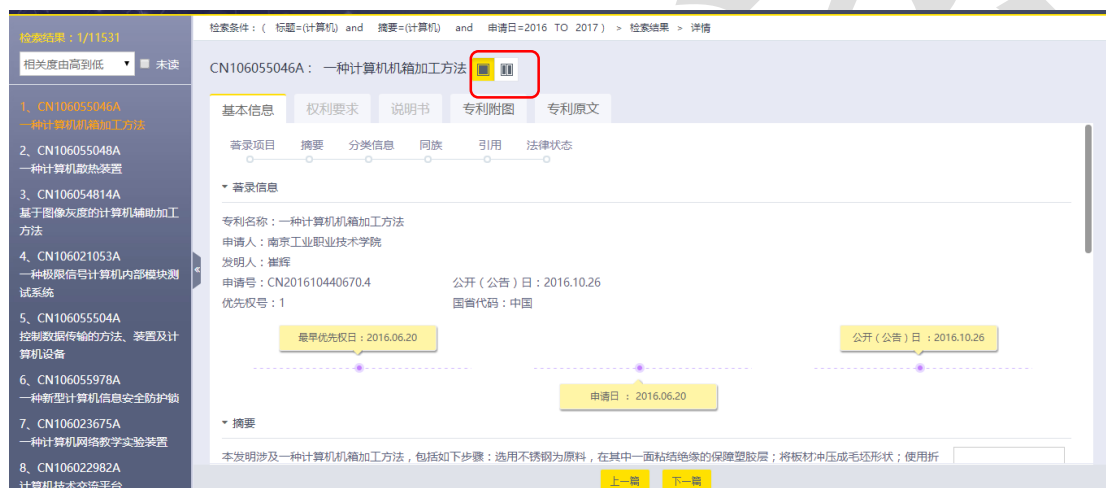 检索结果：1/11531
相关度由高到低 ▼ 未读
1、CN106055046A
一种计算机机箱加工方法
2、CN106055048A
一种计算机散热装置
3、CN106054814A
基于图像灰度的计算机辅助加工
方法
4、CN106021053A
一种极限信号计算机内部模块测
试系统
5、CN106055504A
控制数据传输的方法、装置及计
算机设备
6、CN106055978A
一种新型计算机信息安全防护锁
7、CN106023675A
一种计算机网络教学实验装置
8、CN106022982A
计算机技术交流平台
检索条件：( 标题=(计算机) and 摘要=(计算机) and 申请日=2016 TO 2017 ) > 检索结果 > 详情
CN106055046A： 一种计算机机箱加工方法
基本信息 权利要求 说明书 专利附图 专利原文
著录项目 摘要 分类信息 同族 引用 法律状态
著录信息
专利名称：一种计算机机箱加工方法
申请人：南京工业职业技术学院
发明人：崔辉
申请号：CN201610440670.4 公开（公告）日：2016.10.26
优先权号：1 国省代码：中国
最早优先权日：2016.06.20 公开（公告）日 ：2016.10.26
申请日 ： 2016.06.20
摘要
本发明涉及一种计算机机箱加工方法，包括如下步骤：选用不锈钢为原料，在其中一面粘结绝缘的保障塑胶层；将板材冲压成毛坯形状；使用折
上一篇 下一篇